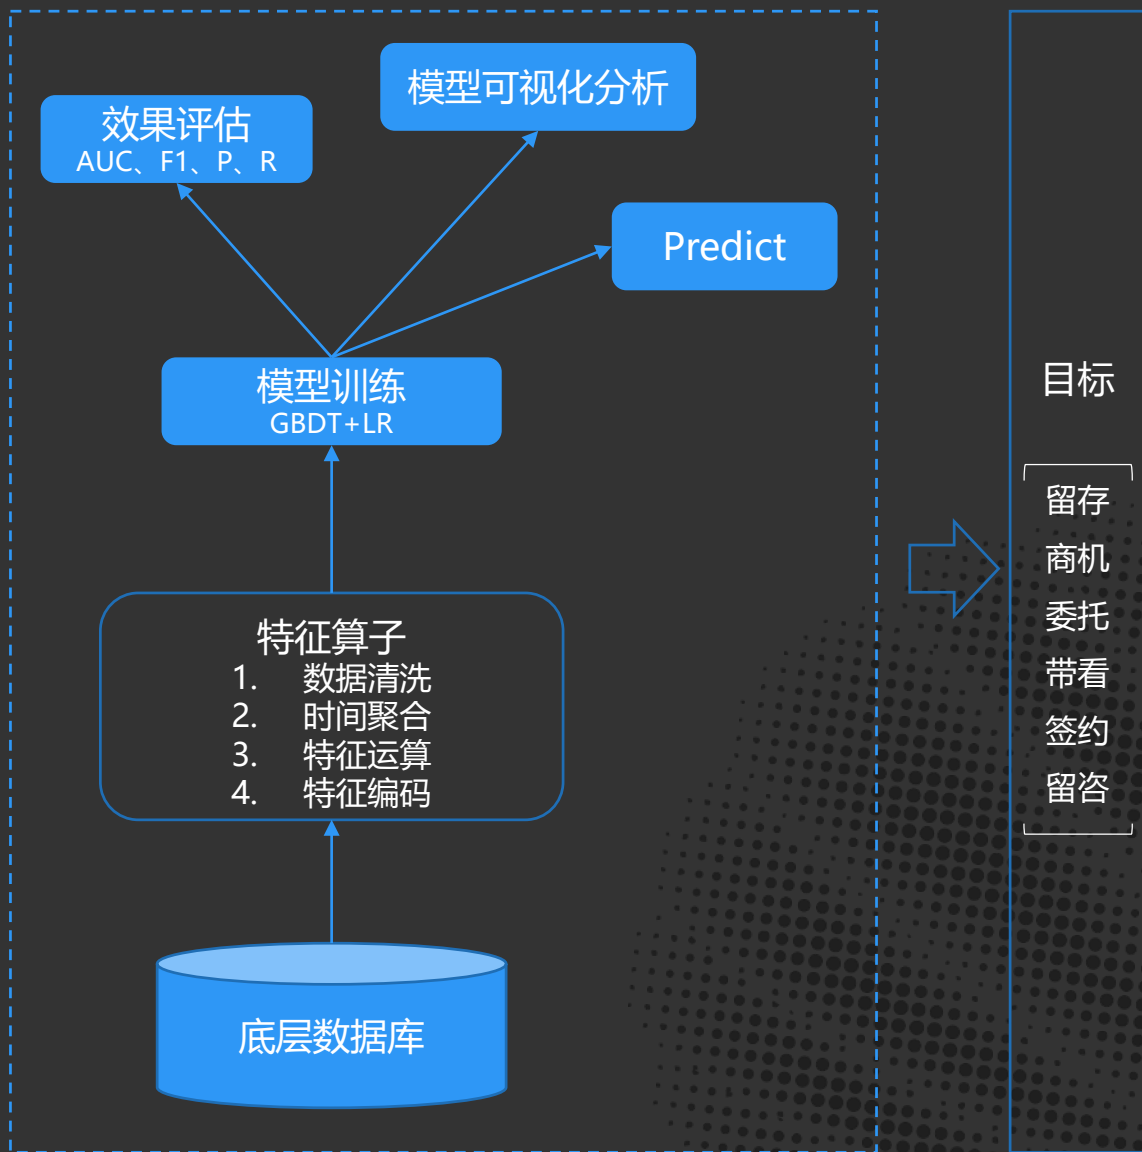 模型可视化分析
效果评估
AUC、F1、P、R
Predict
模型训练
GBDT+LR
特征算子
1. 数据清洗
2. 时间聚合
3. 特征运算
4. 特征编码
底层数据库
目标
留存
商机
委托
带看
签约
留咨